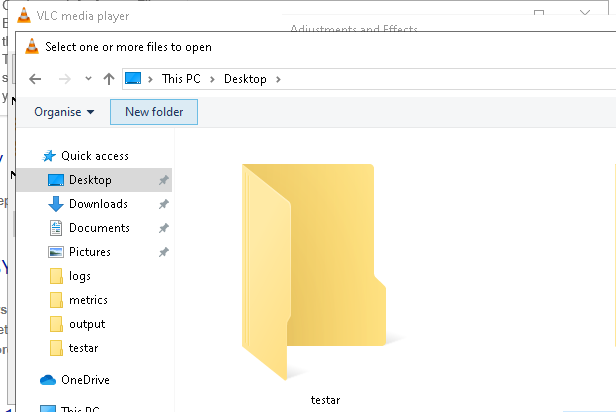 VLC media player
Adjustments and Effects
Select one or more files to open
This PC
Desktop
Organise
New folder
Quick access
Desktop
Downloads
Documents
Pictures
logs
metrics
output
testar
OneDrive
This PC
testar